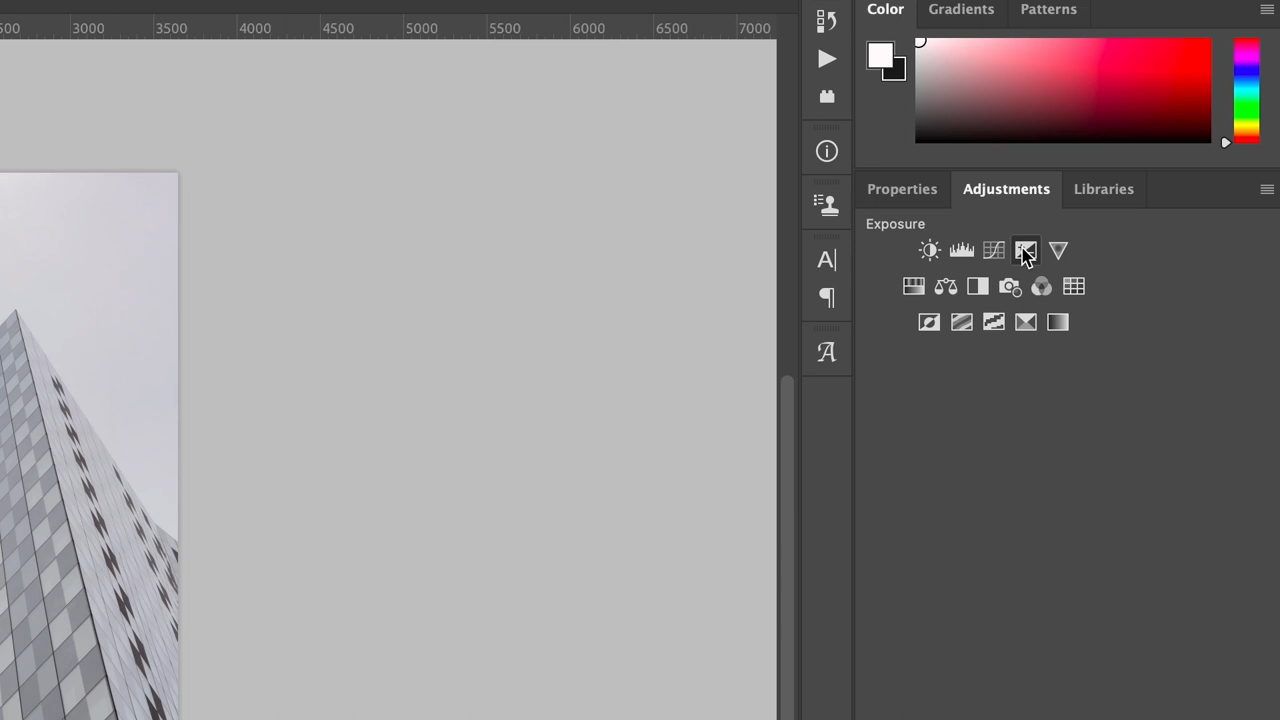 500 3000 3500 4000 4500 5000 5500 6000 6500 7000
Color Gradients Patterns
Properties Adjustments Libraries
Exposure